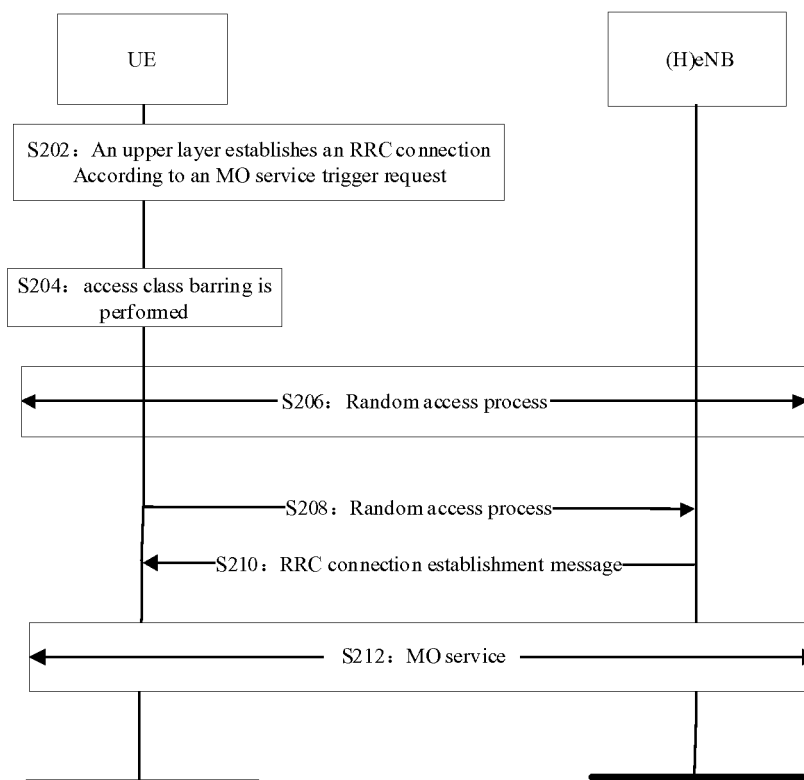 UE
(H)eNB
S202：An upper layer establishes an RRC connection
According to an MO service trigger request
S204：access class barring is
performed
S206：Random access process
S208：Random access process
S210：RRC connection establishment message
S212：MO service